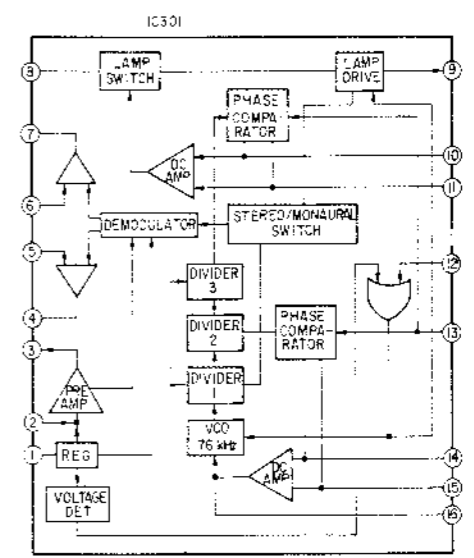 IC301
8
LAMP
SWITCH
LAMP
DRIVE
9
7
PHASE
COMPA
RATOR
DC
AMP
10
6
11
STEREO/MONAURAL
SWITCH
DEMODULATOR
5
12
DIVIDER
3
4
DIVIDER
2
PHASE
COMPA-
RATOR
13
3
PRE
AMP
DIVIDER
2
VCO
76 kHz
1
REG
14
DC
AMP
15
VOLTAGE
DET
16